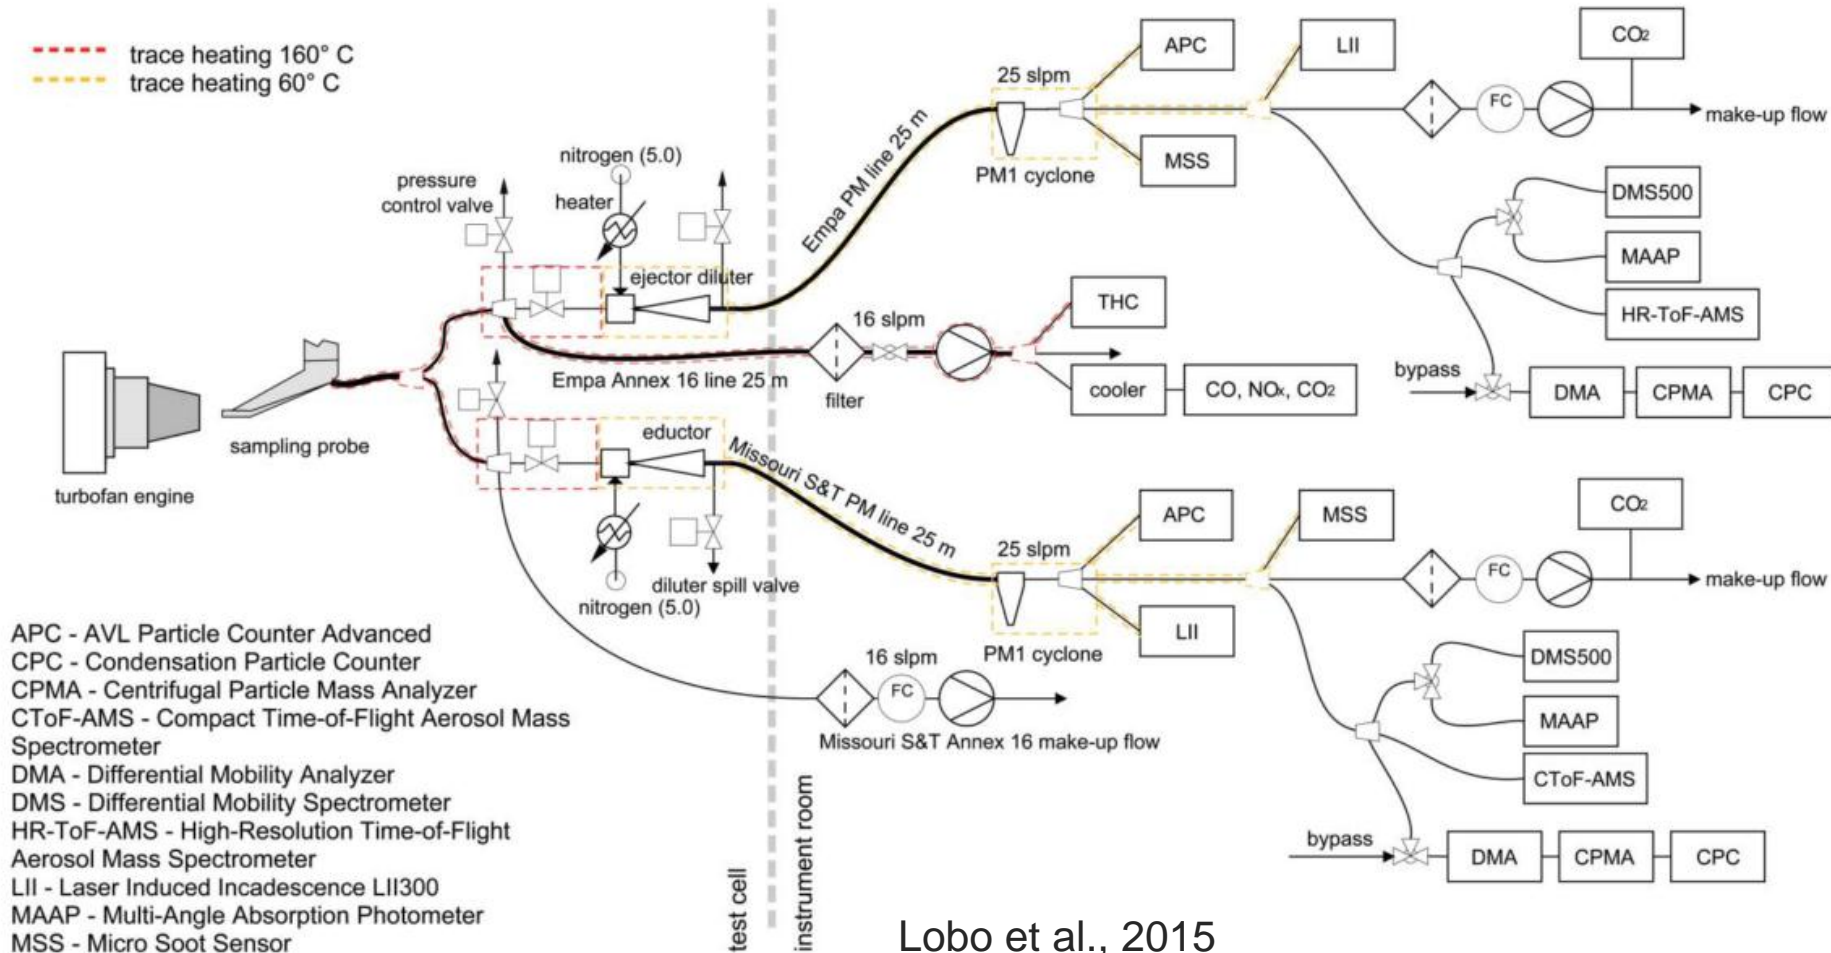 trace heating 160° C
trace heating 60° C
nitrogen (5.0)
pressure
control valve
heater
ejector diluter
Empa PM line 25 m
25 slpm
PM1 cyclone
APC
MSS
LII
FC
CO2
make-up flow
DMS500
MAAP
HR-ToF-AMS
bypass
DMA
CPMA
CPC
Empa Annex 16 line 25 m
16 slpm
filter
THC
cooler
CO, NOx, CO2
turbofan engine
sampling probe
eductor
Missouri S&T PM line 25 m
diluter spill valve
nitrogen (5.0)
25 slpm
PM1 cyclone
APC
LII
MSS
FC
CO2
make-up flow
DMS500
MAAP
CToF-AMS
bypass
DMA
CPMA
CPC
16 slpm
FC
Missouri S&T Annex 16 make-up flow
APC - AVL Particle Counter Advanced
CPC - Condensation Particle Counter
CPMA - Centrifugal Particle Mass Analyzer
CToF-AMS - Compact Time-of-Flight Aerosol Mass
Spectrometer
DMA - Differential Mobility Analyzer
DMS - Differential Mobility Spectrometer
HR-ToF-AMS - High-Resolution Time-of-Flight
Aerosol Mass Spectrometer
LII - Laser Induced Incadescence LII300
MAAP - Multi-Angle Absorption Photometer
MSS - Micro Soot Sensor
test cell
instrument room
Lobo et al., 2015